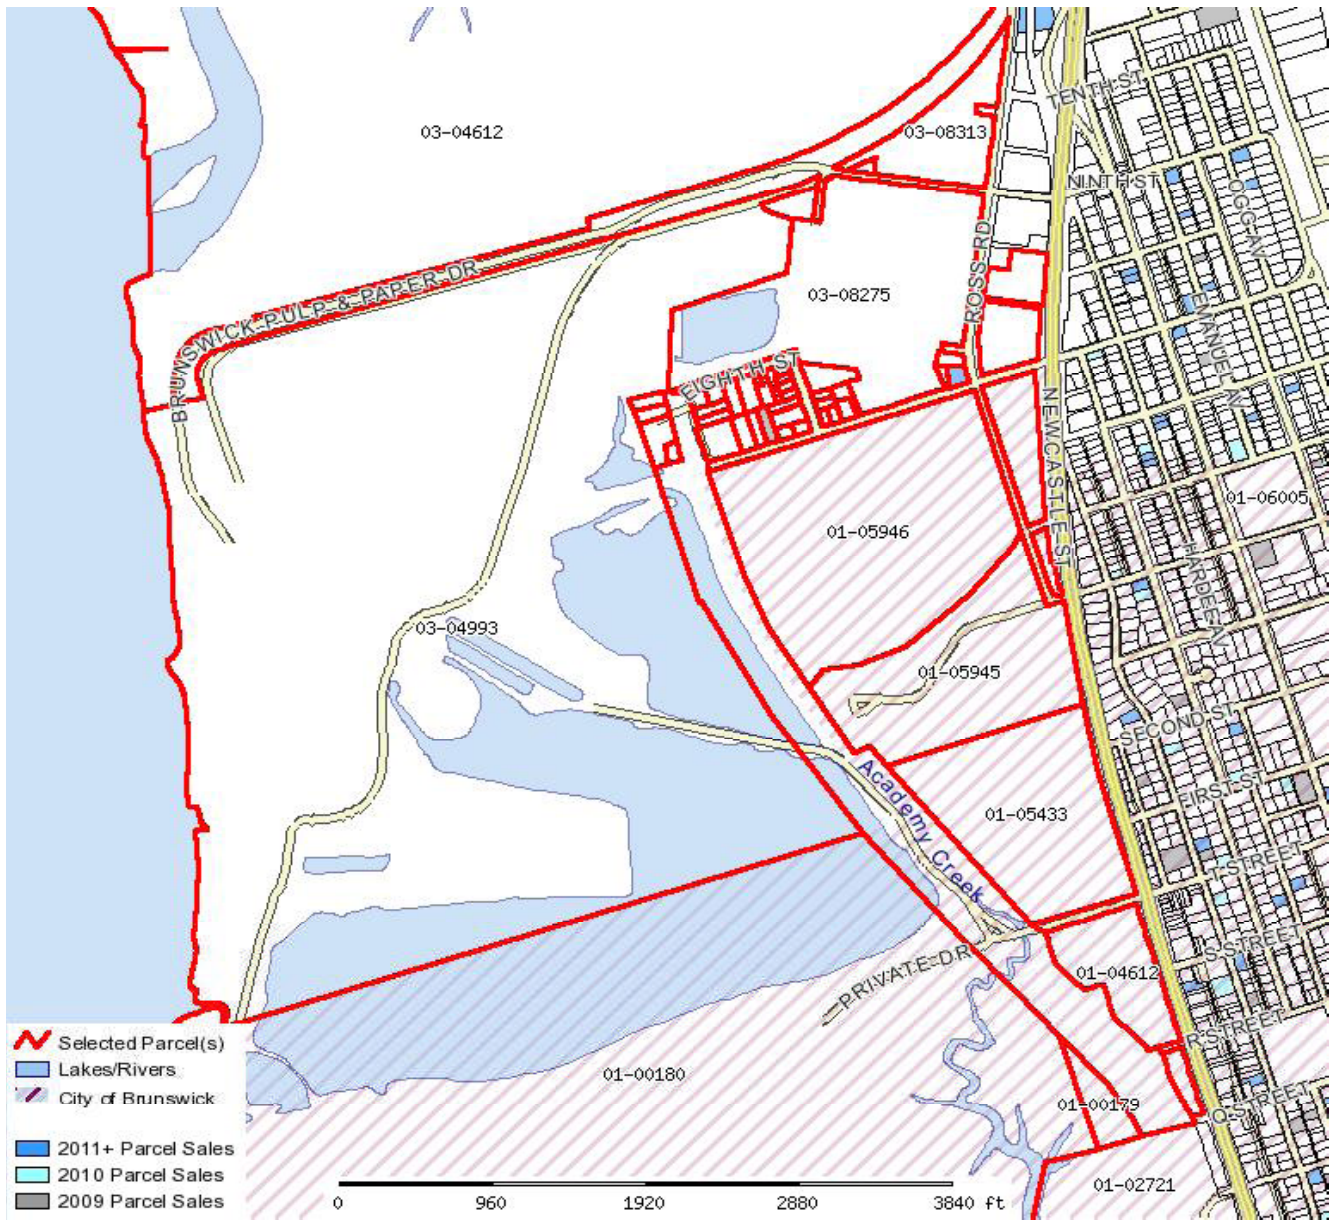 TENTH ST
03-04612
03-08313
NINTH ST
OGG AV
ROSS RD
BRUNSWICK PULP & PAPER DR
03-08275
EMANUEL AV
EIGHTH ST
NEWCASTLE ST
01-06005
01-05946
HARDEE AV
03-04993
01-05945
SECOND ST
Academy Creek
FIRST ST
01-05433
T STREET
S STREET
PRIVATE DR
01-04612
R STREET
Selected Parcel(s)
Lakes/Rivers
01-00180
City of Brunswick
01-00179
Q STREET
2011+ Parcel Sales
2010 Parcel Sales
01-02721
2009 Parcel Sales
0 960 1920 2880 3840 ft